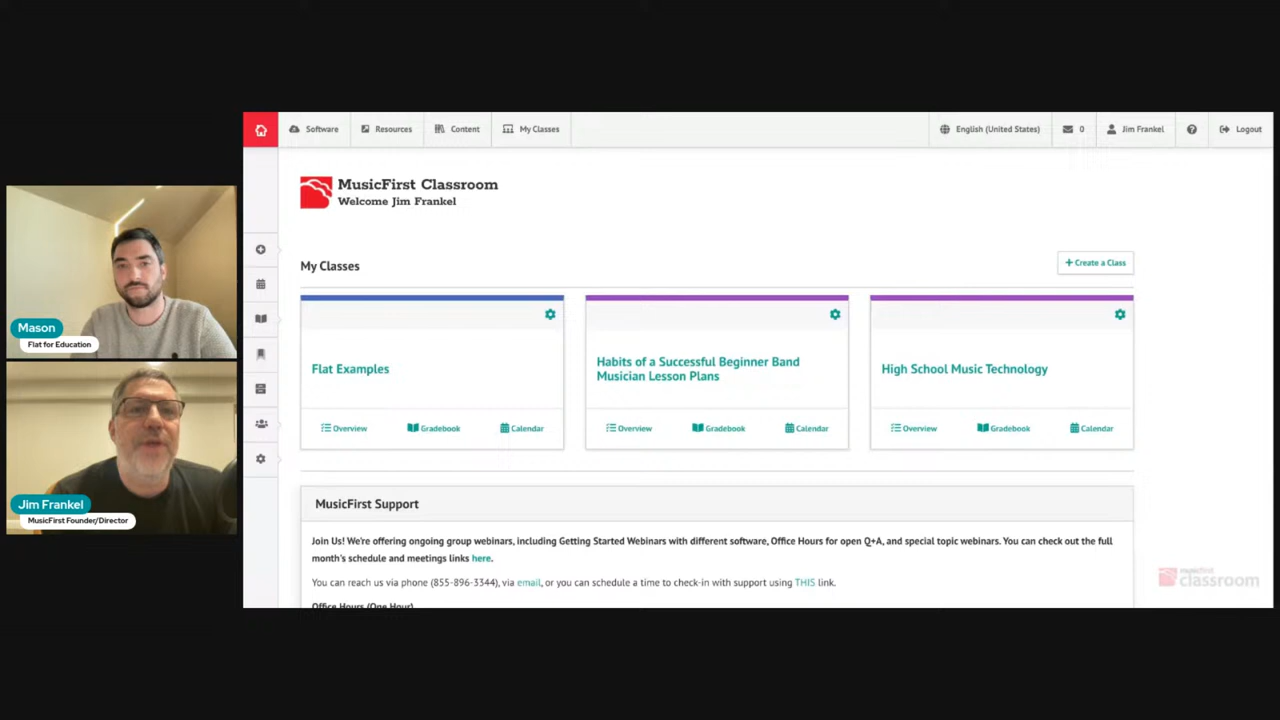 Software
Resources
Content
My Classes
English (United States)
0
Jim Frankel
Logout
MusicFirst Classroom
Welcome Jim Frankel
My Classes
+ Create a Class
Flat Examples
Overview
Gradebook
Calendar
Habits of a Successful Beginner Band
Musician Lesson Plans
Overview
Gradebook
Calendar
High School Music Technology
Overview
Gradebook
Calendar
MusicFirst Support
Join Us! We're offering ongoing group webinars, including Getting Started Webinars with different software, Office Hours for open Q+A, and special topic webinars. You can check out the full
month's schedule and meetings links here.
You can reach us via phone (855-896-3344), via email, or you can schedule a time to check-in with support using THIS link.
Office Hours (One Hour)
musicfirst
classroom
Mason
Flat for Education
Jim Frankel
MusicFirst Founder/Director